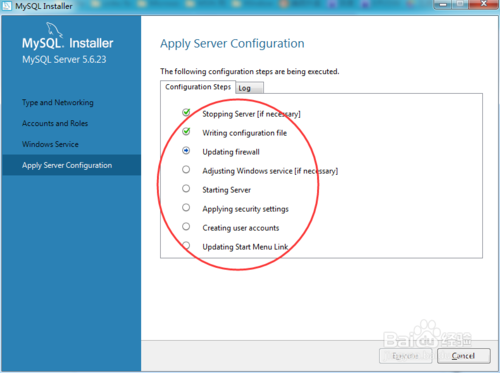 MySQL Installer
MySQL. Installer
MySQL Server 5.6.23
Type and Networking
Accounts and Roles
Windows Service
Apply Server Configuration
Apply Server Configuration
The following configuration steps are being executed.
Configuration Steps
Log
Stopping Server [if necessary]
Writing configuration file
Updating firewall
Adjusting Windows service [if necessary]
Starting Server
Applying security settings
Creating user accounts
Updating Start Menu Link
Baidu 经验
Execute
Cancel